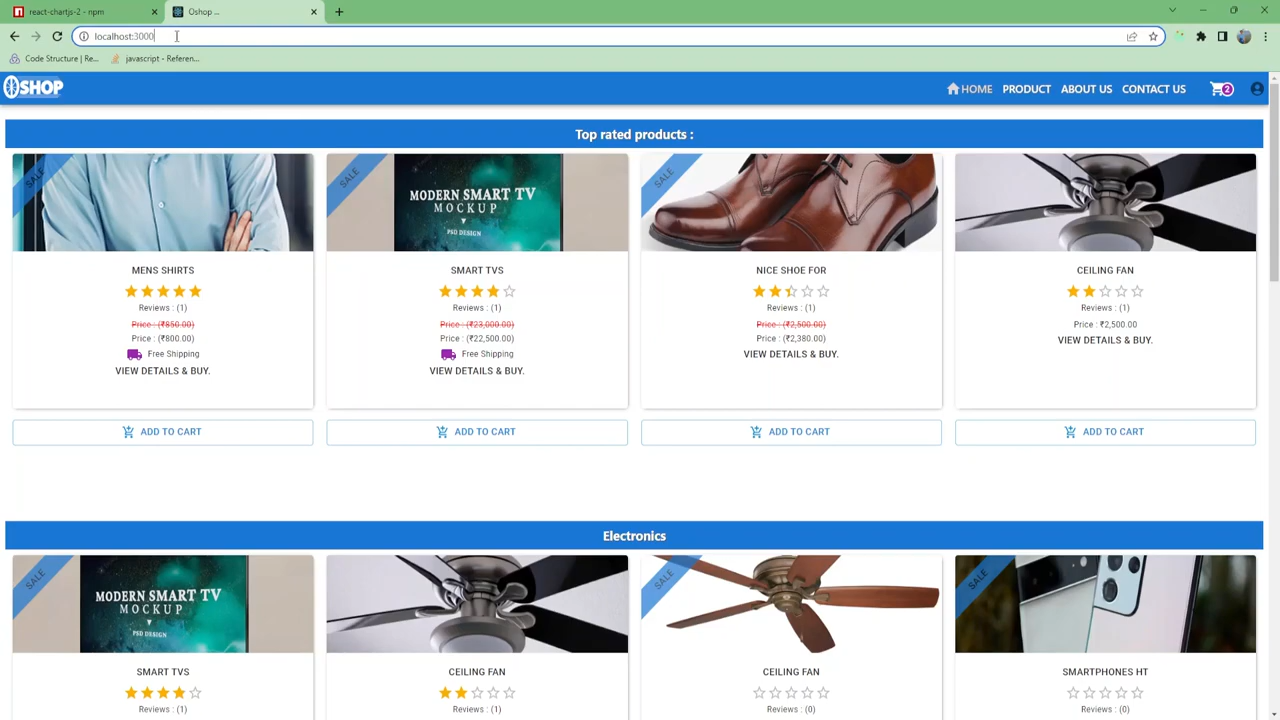 react-chartjs-2 - npm
Oshop ...
localhost:3000
Code Structure | Re...
javascript - Referen...
OSHOP
HOME PRODUCT ABOUT US CONTACT US 2
Top rated products :
SALE SALE SALE
MODERN SMART TV
MOCKUP
PSD DESIGN
MENS SHIRTS SMART TVS NICE SHOE FOR CEILING FAN
Reviews : (1) Reviews : (1) Reviews : (1) Reviews : (1)
Price : (₹850.00) Price : (₹23,000.00) Price : (₹2,500.00) Price : ₹2,500.00
Price : (₹800.00) Price : (₹22,500.00) Price : (₹2,380.00) VIEW DETAILS & BUY.
Free Shipping Free Shipping VIEW DETAILS & BUY.
VIEW DETAILS & BUY. VIEW DETAILS & BUY.
ADD TO CART ADD TO CART ADD TO CART ADD TO CART
Electronics
SALE SALE SALE
MODERN SMART TV
MOCKUP
PSD DESIGN
SMART TVS CEILING FAN CEILING FAN SMARTPHONES HT
Reviews : (1) Reviews : (1) Reviews : (0) Reviews : (0)